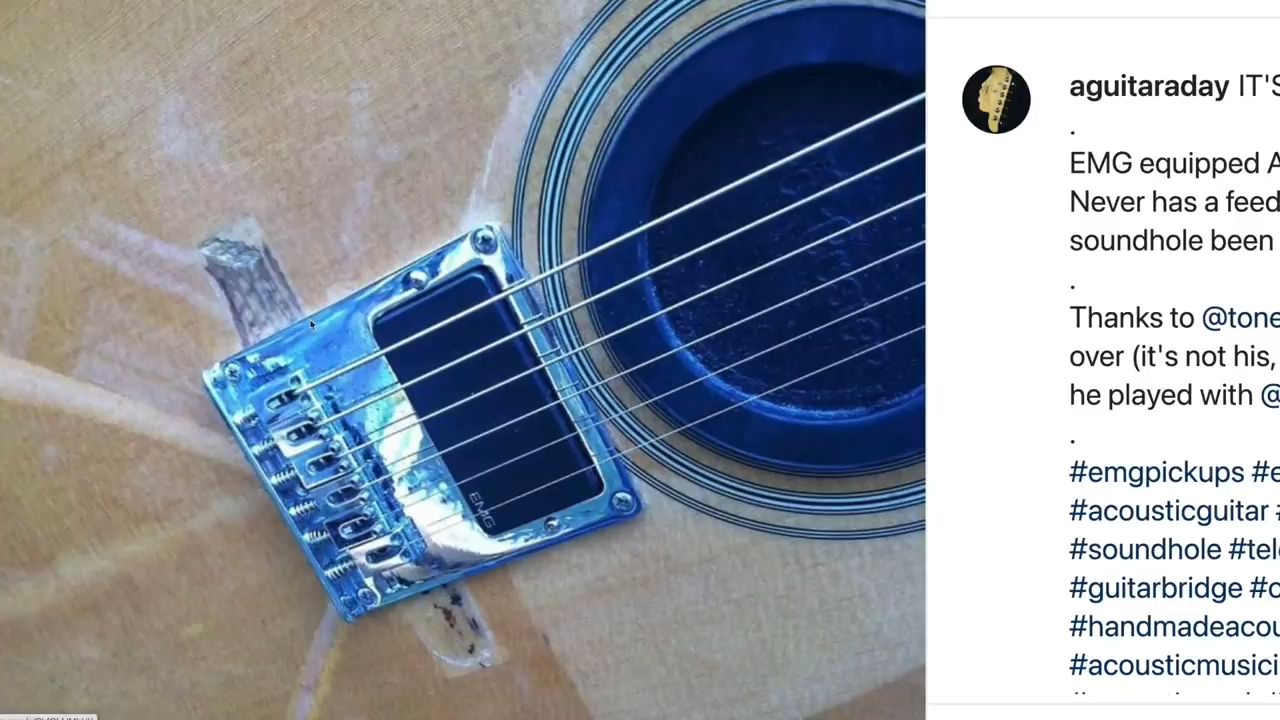 EMG
aguitaraday IT'S
.
EMG equipped A
Never has a feed
soundhole been
.
Thanks to @tone
over (it's not his,
he played with @
.
#emgpickups #e
#acousticguitar #
#soundhole #tele
#guitarbridge #c
#handmadeacou
#acousticmusici